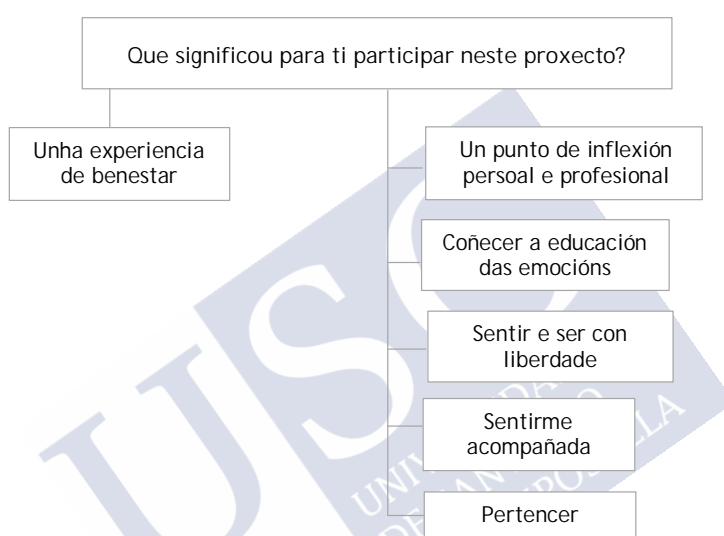 Que significou para ti participar neste proxecto?
Unha experiencia
de benestar
Un punto de inflexión
persoal e profesional
Coñecer a educación
das emocións
Sentir e ser con
liberdade
Sentirme
acompañada
Pertencer
USC